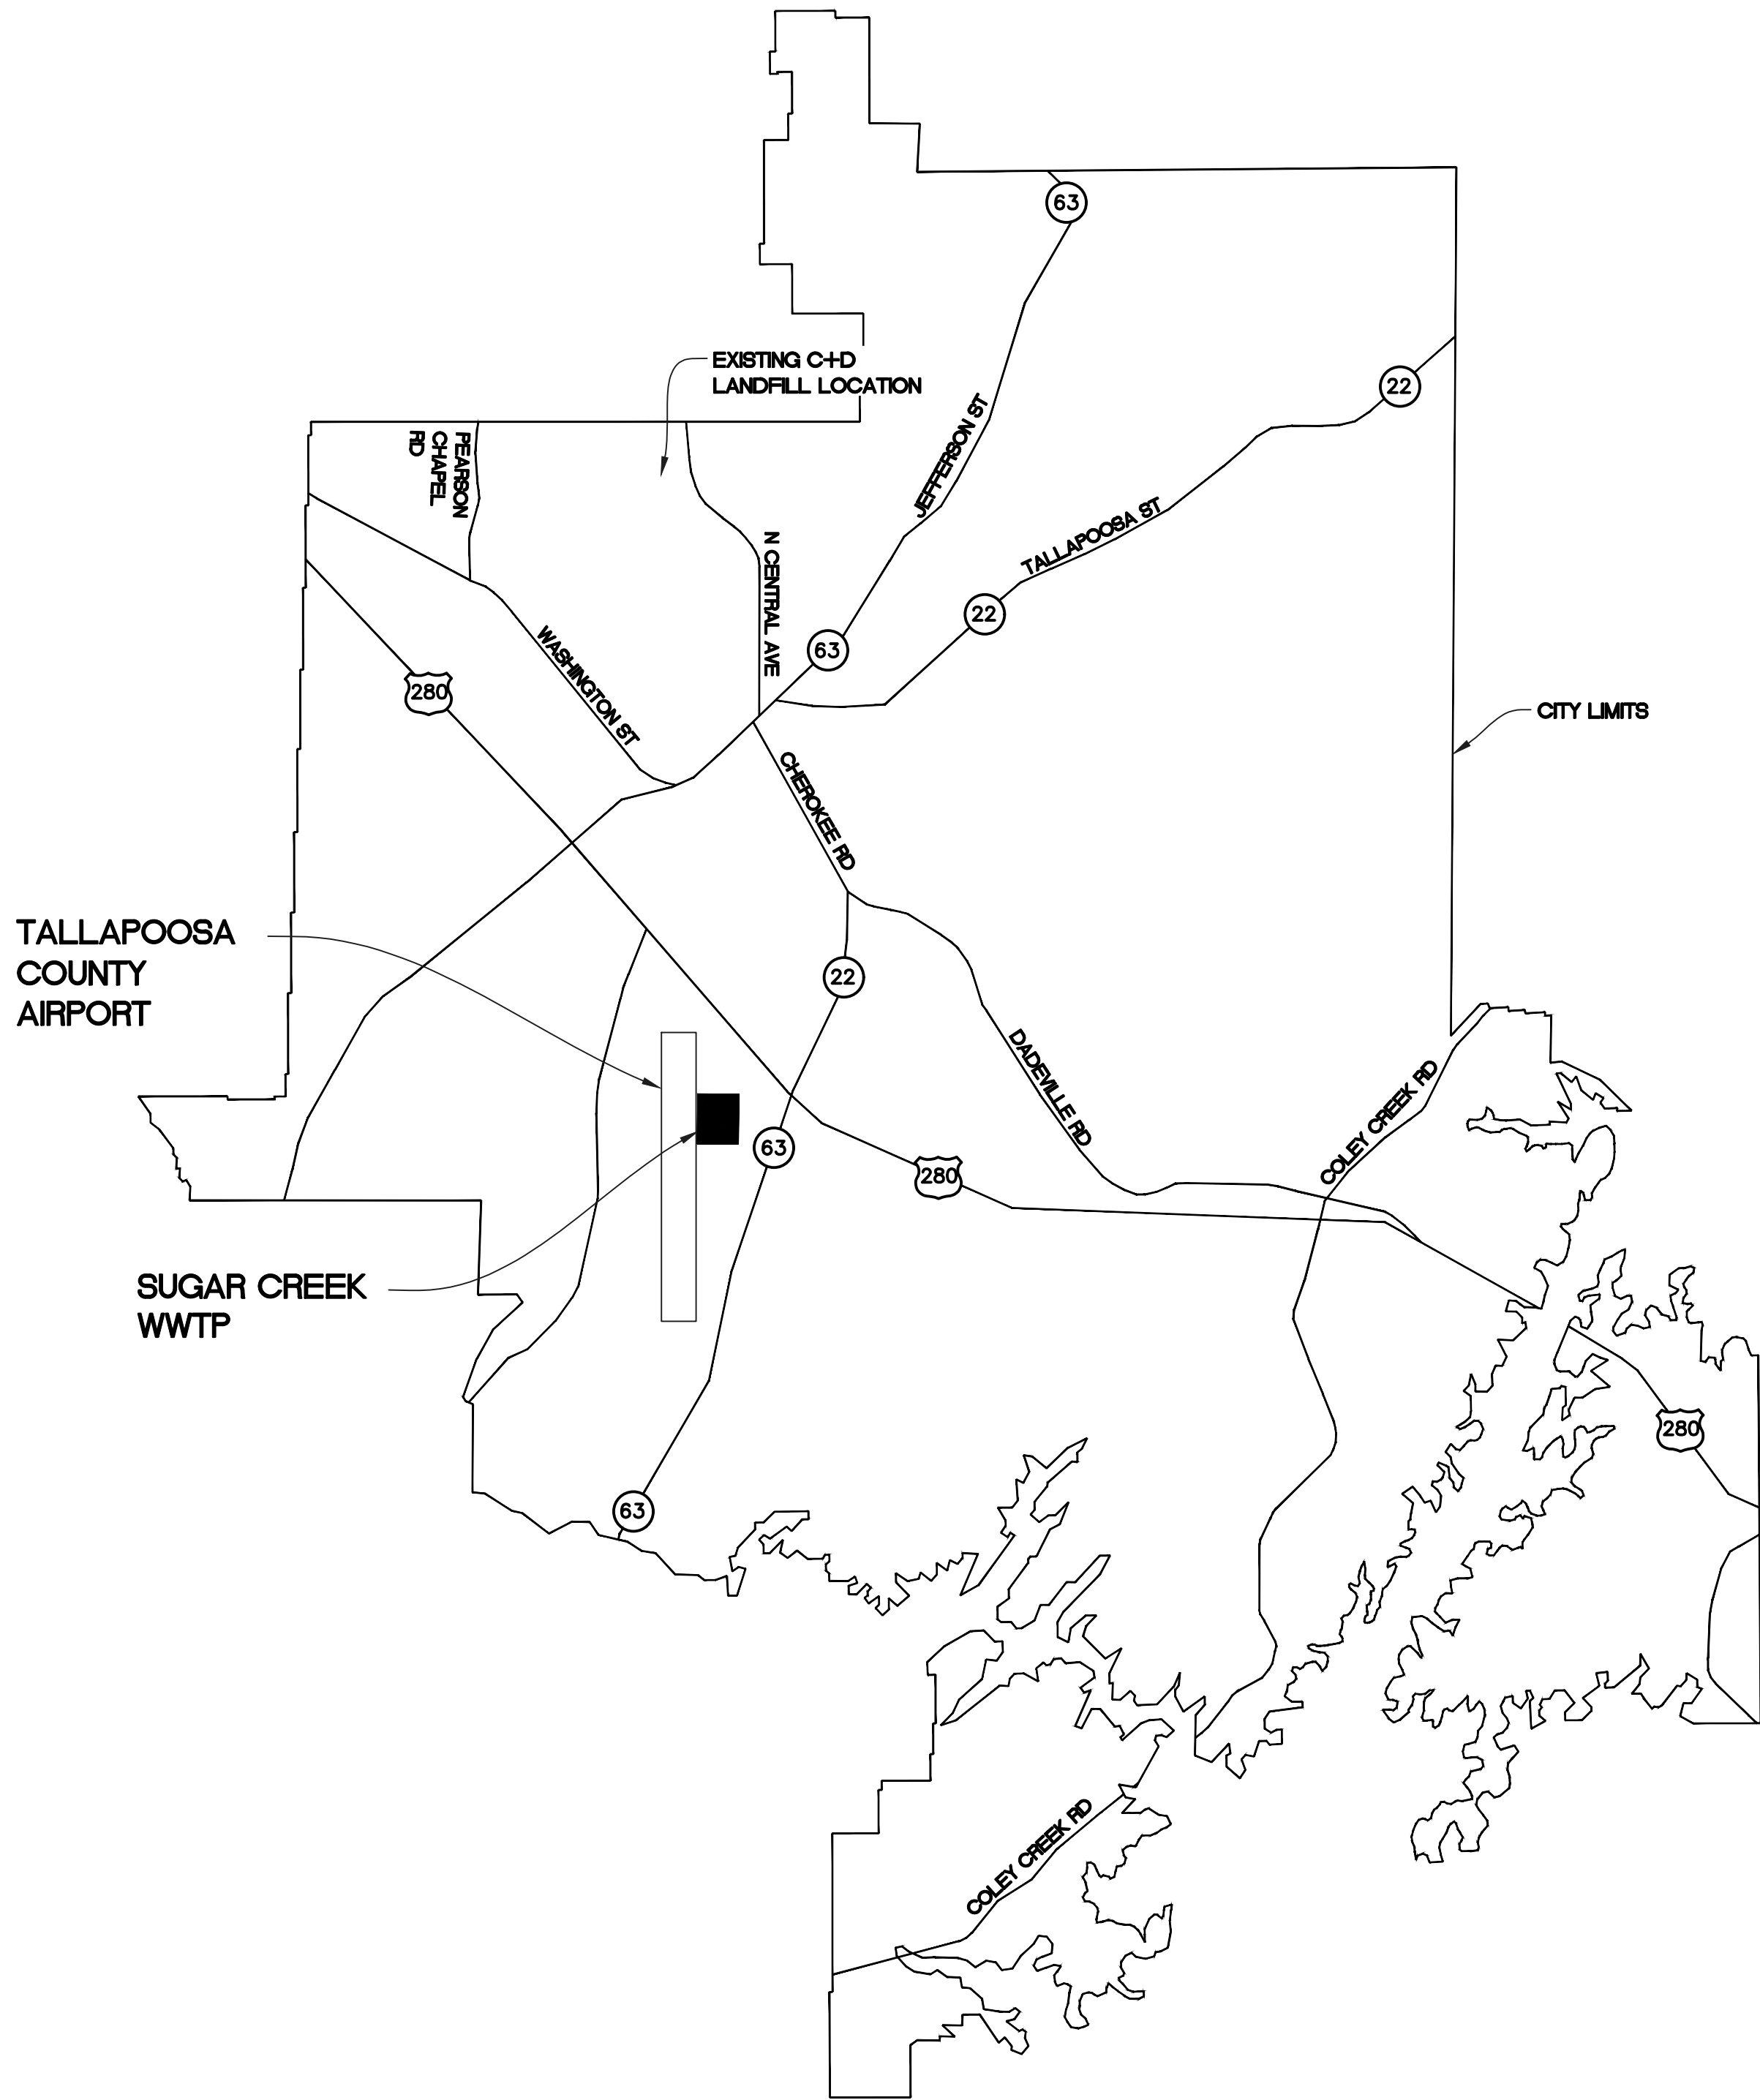 63
EXISTING C+D
LANDFILL LOCATION
22
PEARSON
CHAPEL
RD
JEFFERSON ST
TALLAPOOSA ST
N CENTRAL AVE
22
63
WASHINGTON ST
280
CITY LIMITS
CHEROKEE RD
TALLAPOOSA
COUNTY
AIRPORT
22
DADEVILLE RD
COLEY CREEK RD
63
280
SUGAR CREEK
WWTP
280
63
COLEY CREEK RD